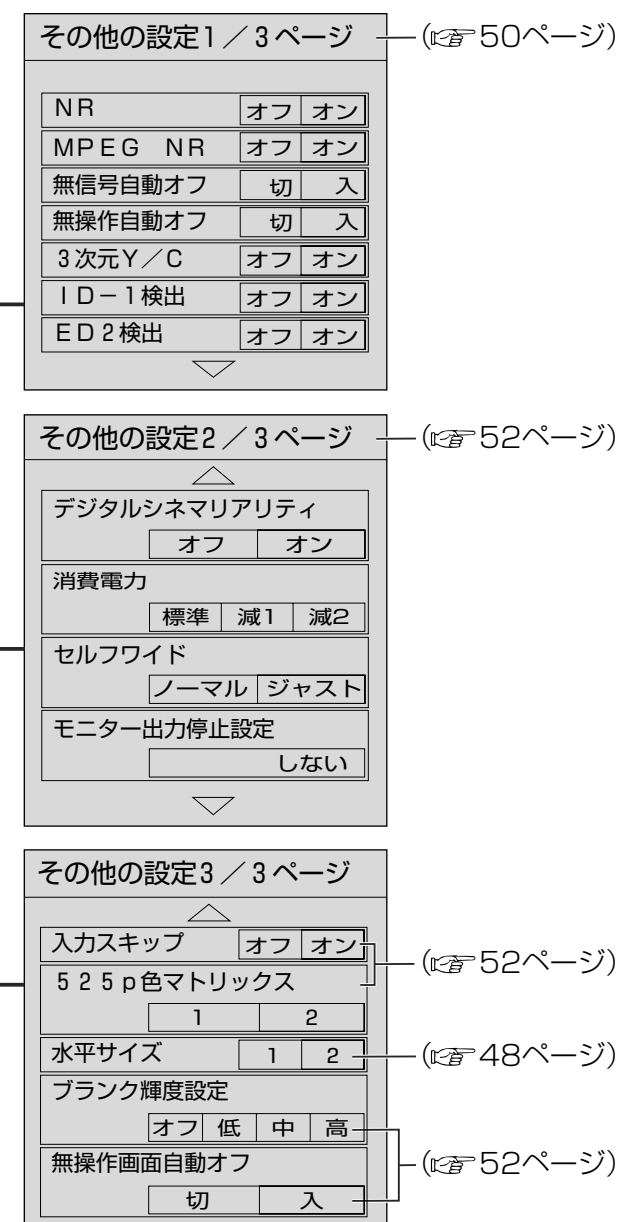 その他の設定1／3ページ (☞50ページ)
NR オフ オン
MPEG NR オフ オン
無信号自動オフ 切 入
無操作自動オフ 切 入
3次元Y／C オフ オン
ID－1検出 オフ オン
ED2検出 オフ オン
その他の設定2／3ページ (☞52ページ)
デジタルシネマリアリティ
オフ オン
消費電力
標準 減1 減2
セルフワイド
ノーマル ジャスト
モニター出力停止設定
しない
その他の設定3／3ページ
入力スキップ オフ オン
(☞52ページ)
525p色マトリックス
1 2
水平サイズ 1 2 (☞48ページ)
ブランク輝度設定
オフ 低 中 高
(☞52ページ)
無操作画面自動オフ
切 入